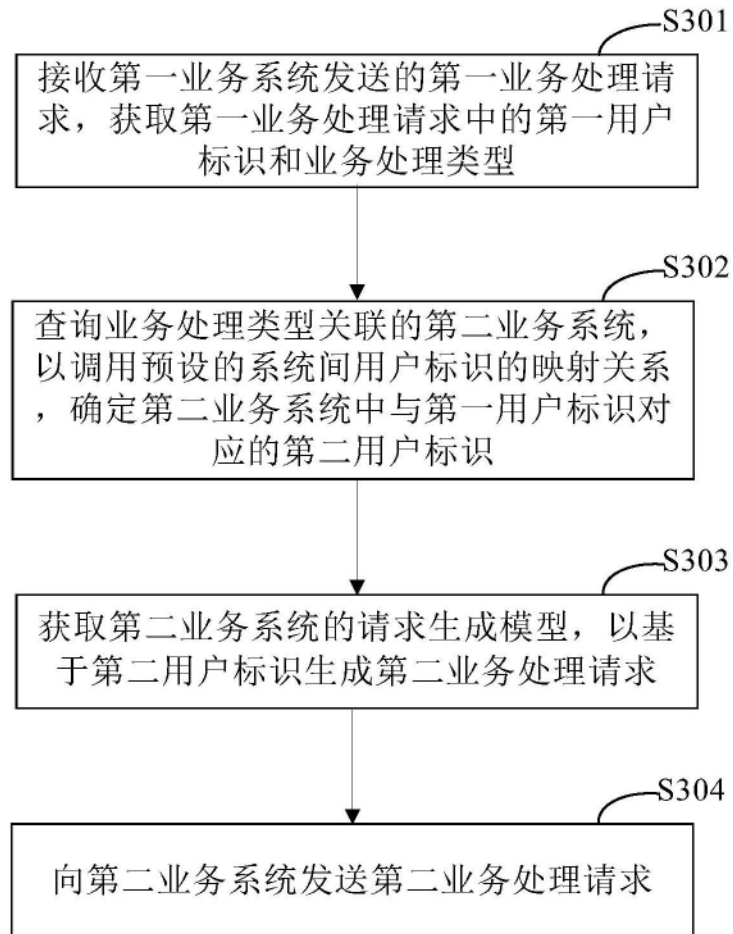 S301
接收第一业务系统发送的第一业务处理请
求，获取第一业务处理请求中的第一用户
标识和业务处理类型
S302
查询业务处理类型关联的第二业务系统，
以调用预设的系统间用户标识的映射关系
，确定第二业务系统中与第一用户标识对
应的第二用户标识
S303
获取第二业务系统的请求生成模型，以基
于第二用户标识生成第二业务处理请求
S304
向第二业务系统发送第二业务处理请求